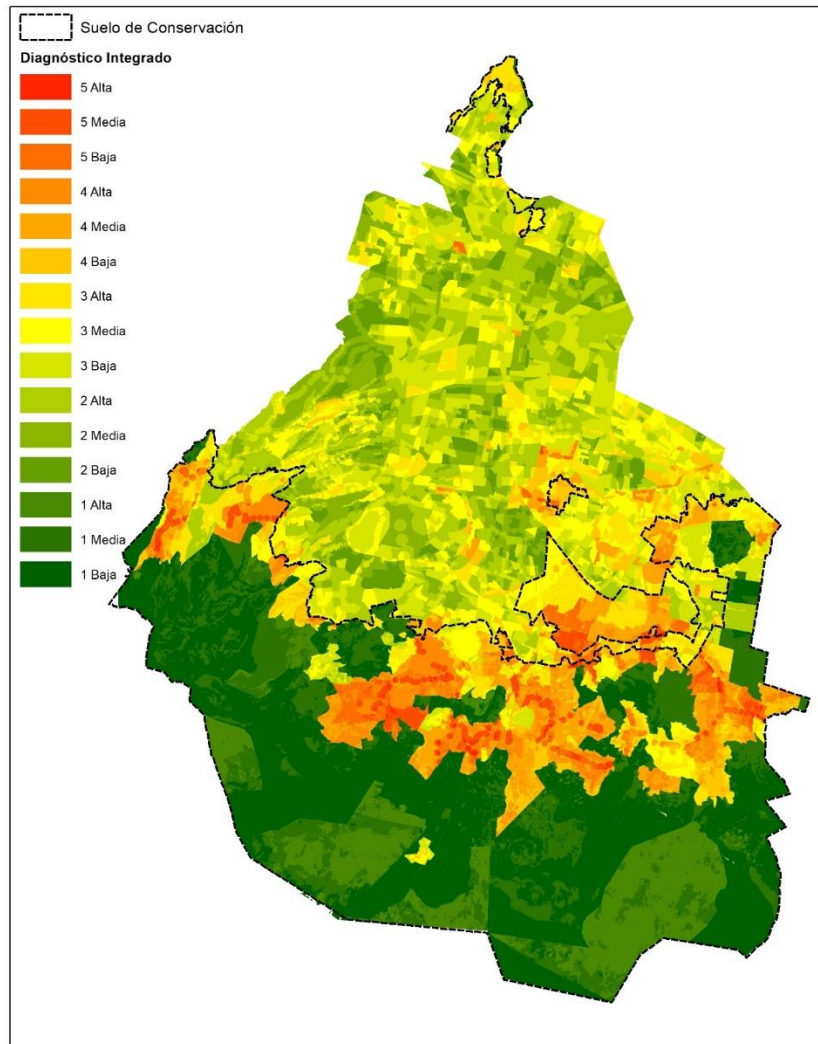 Suelo de Conservación
Diagnóstico Integrado
5 Alta
5 Media
5 Baja
4 Alta
4 Media
4 Baja
3 Alta
3 Media
3 Baja
2 Alta
2 Media
2 Baja
1 Alta
1 Media
1 Baja